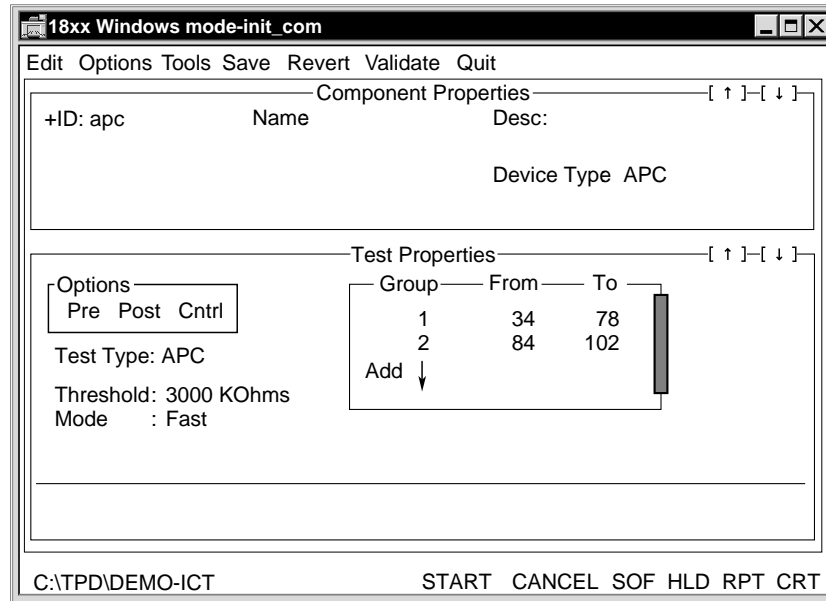 18xx Windows mode-init_com
Edit Options Tools Save Revert Validate Quit
Component Properties [ ↑ ] [ ↓ ]
+ID: apc Name Desc:
Device Type APC
Test Properties [ ↑ ] [ ↓ ]
Options
Pre Post Cntrl
Test Type: APC
Threshold: 3000 KOhms
Mode : Fast
Group From To
1 34 78
2 84 102
Add ↓
C:\TPD\DEMO-ICT START CANCEL SOF HLD RPT CRT